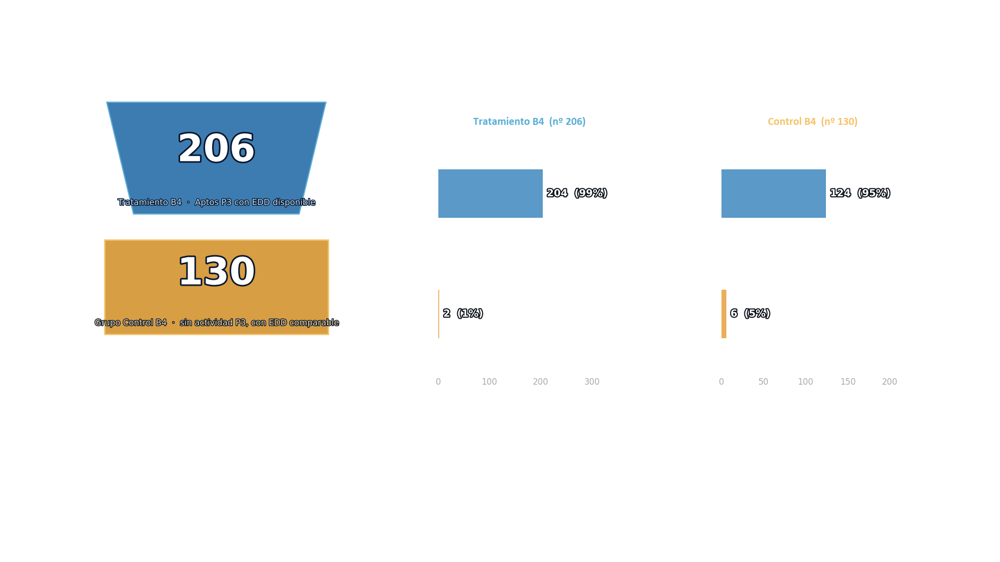 206
Tratamiento B4 · Aptos P3 con EDD disponible
130
Grupo Control B4 · sin actividad P3, con EDD comparable
Tratamiento B4 (nº 206)
204 (99%)
2 (1%)
0 100 200 300
Control B4 (nº 130)
124 (95%)
6 (5%)
0 50 100 150 200